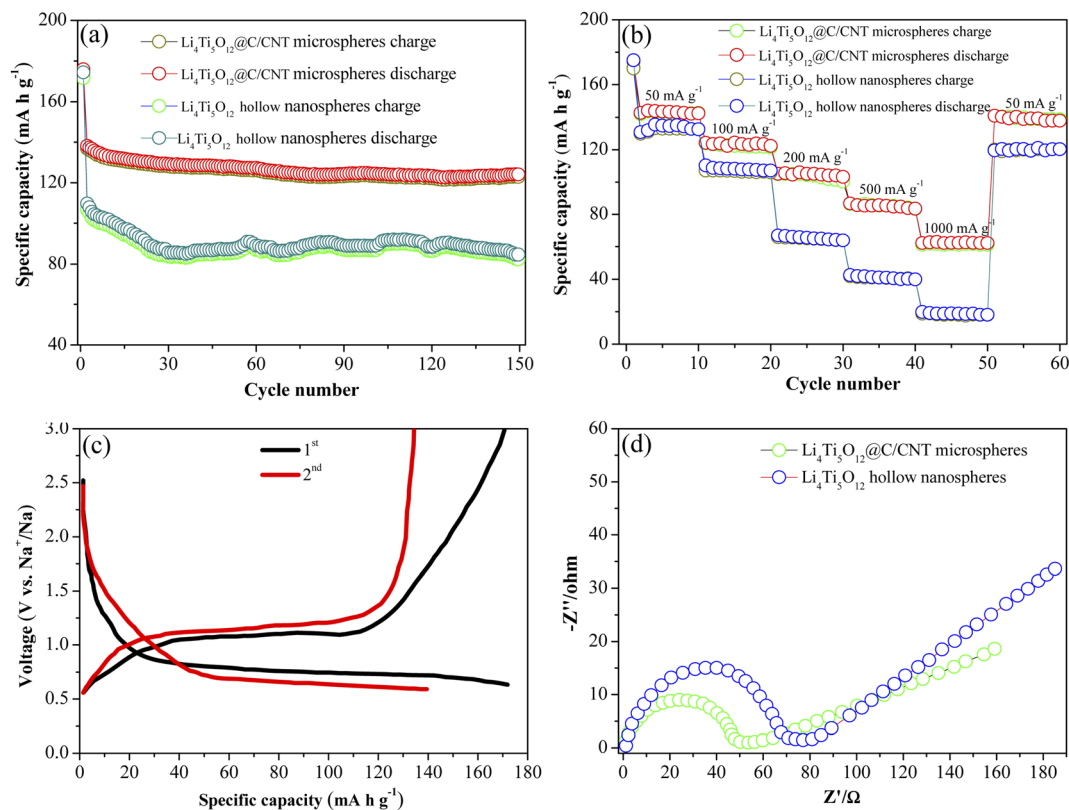 (a)
Li₄Ti₅O₁₂@C/CNT microspheres charge
Li₄Ti₅O₁₂@C/CNT microspheres discharge
Li₄Ti₅O₁₂ hollow nanospheres charge
Li₄Ti₅O₁₂ hollow nanospheres discharge
200
160
120
80
40
0 30 60 90 120 150
Specific capacity (mA h g⁻¹)
Cycle number
(b)
Li₄Ti₅O₁₂@C/CNT microspheres charge
Li₄Ti₅O₁₂@C/CNT microspheres discharge
Li₄Ti₅O₁₂ hollow nanospheres charge
Li₄Ti₅O₁₂ hollow nanospheres discharge
50 mA g⁻¹
100 mA g⁻¹
200 mA g⁻¹
500 mA g⁻¹
1000 mA g⁻¹
50 mA g⁻¹
200
160
120
80
40
0
0 10 20 30 40 50 60
Specific capacity (mA h g⁻¹)
Cycle number
(c)
1st
2nd
3.0
2.5
2.0
1.5
1.0
0.5
0.0
0 20 40 60 80 100 120 140 160 180
Voltage (V vs. Na⁺/Na)
Specific capacity (mA h g⁻¹)
(d)
Li₄Ti₅O₁₂@C/CNT microspheres
Li₄Ti₅O₁₂ hollow nanospheres
60
50
40
30
20
10
0
0 20 40 60 80 100 120 140 160 180
-Z''/ohm
Z'/Ω